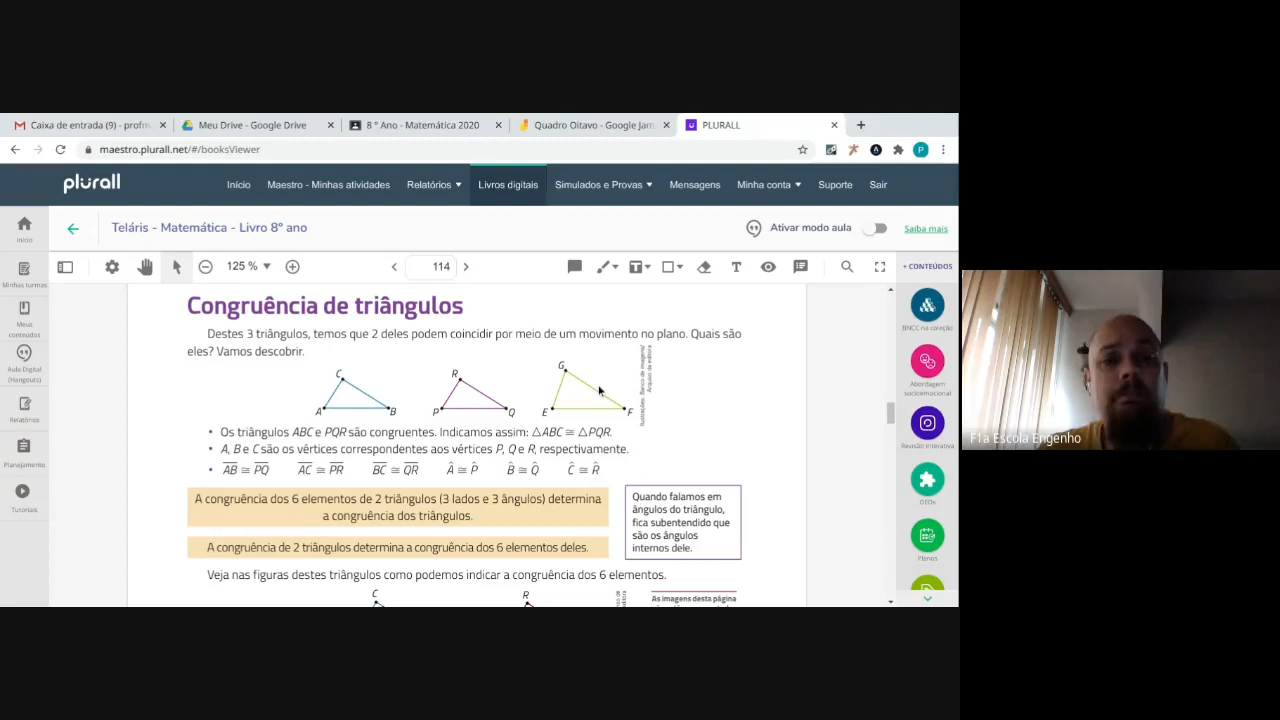 Caixa de entrada (9) - profm
Meu Drive - Google Drive
8 º Ano - Matemática 2020
Quadro Oitavo - Google Jam
PLURALL
maestro.plurall.net/#/booksViewer
plurall
Início
Maestro - Minhas atividades
Relatórios
Livros digitais
Simulados e Provas
Mensagens
Minha conta
Suporte
Sair
Início
Minhas turmas
Meus conteúdos
Aula Digital (Hangouts)
Relatórios
Planejamento
Tutoriais
Teláris - Matemática - Livro 8º ano
Ativar modo aula
Saiba mais
125 %
114
+ CONTEÚDOS
BNCC na coleção
Abordagem socioemocional
Revisão interativa
OEDs
Planos
Congruência de triângulos
Destes 3 triângulos, temos que 2 deles podem coincidir por meio de um movimento no plano. Quais são
eles? Vamos descobrir.
C
A
B
R
P
Q
G
E
F
Ilustrações: Banco de imagens/
Arquivo da editora
• Os triângulos ABC e PQR são congruentes. Indicamos assim: △ABC ≅ △PQR.
• A, B e C são os vértices correspondentes aos vértices P, Q e R, respectivamente.
• A̅B̅ ≅ P̅Q̅ A̅C̅ ≅ P̅R̅ B̅C̅ ≅ Q̅R̅ Â ≅ P̂ B̂ ≅ Q̂ Ĉ ≅ R̂
A congruência dos 6 elementos de 2 triângulos (3 lados e 3 ângulos) determina
a congruência dos triângulos.
A congruência de 2 triângulos determina a congruência dos 6 elementos deles.
Quando falamos em
ângulos do triângulo,
fica subentendido que
são os ângulos
internos dele.
Veja nas figuras destes triângulos como podemos indicar a congruência dos 6 elementos.
C
R
As imagens desta página
F1a Escola Engenho